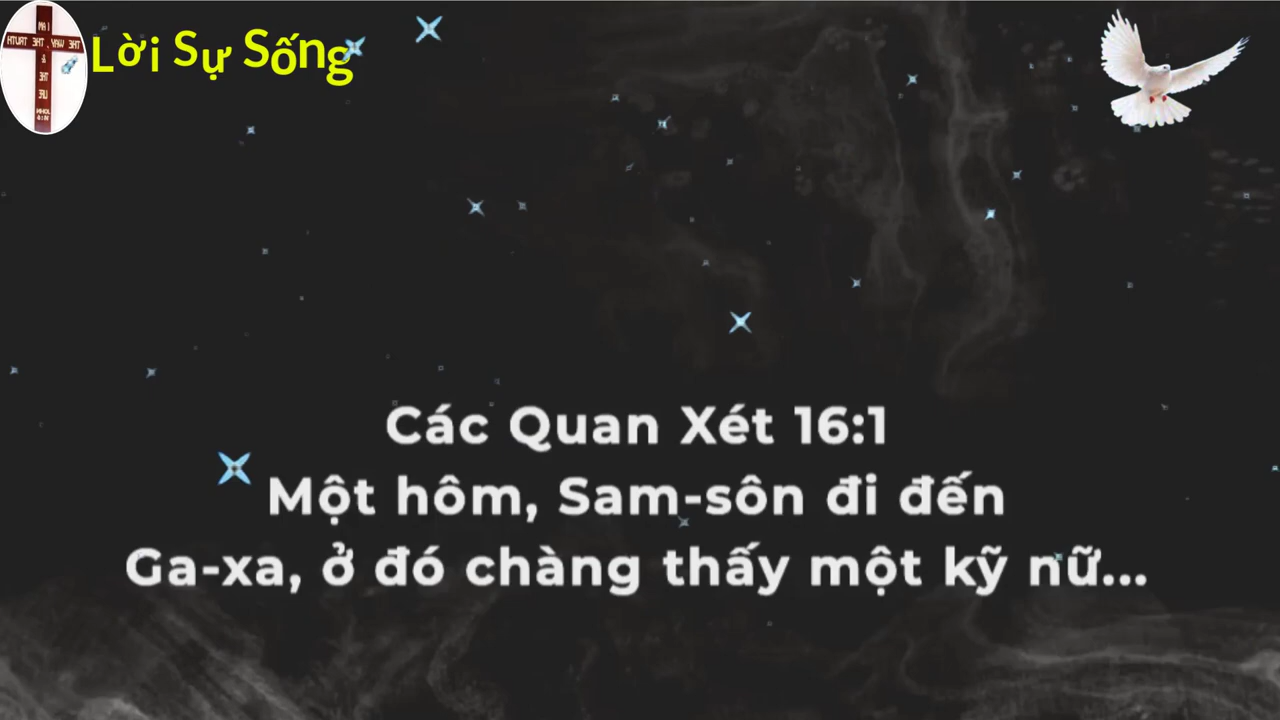 Lời Sự Sống
Các Quan Xét 16:1
Một hôm, Sam-sôn đi đến
Ga-xa, ở đó chàng thấy một kỹ nữ...